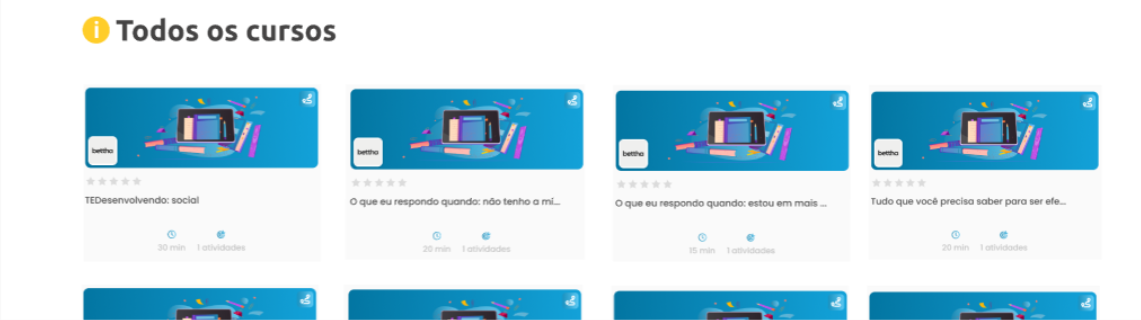 i Todos os cursos
bettha
bettha
bettha
bettha
TEDesenvolvendo: social
O que eu respondo quando: não tenho a mí...
O que eu respondo quando: estou em mais ...
Tudo que você precisa saber para ser efe...
30 min 1 atividades
20 min 1 atividades
15 min 1 atividades
20 min 1 atividades